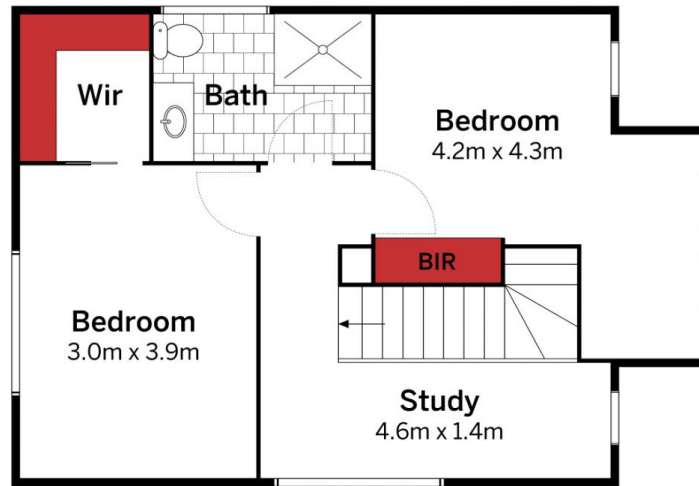 Wir
Bath
Bedroom
4.2m x 4.3m
BIR
Bedroom
3.0m x 3.9m
Study
4.6m x 1.4m